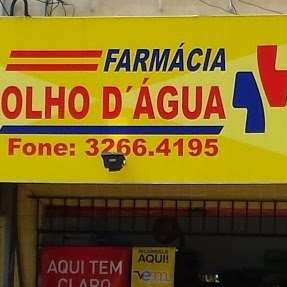 FARMÁCIA
OLHO D´ÁGUA
Fone: 3266.4195
AQUI TEM
CLARO
AQUI!